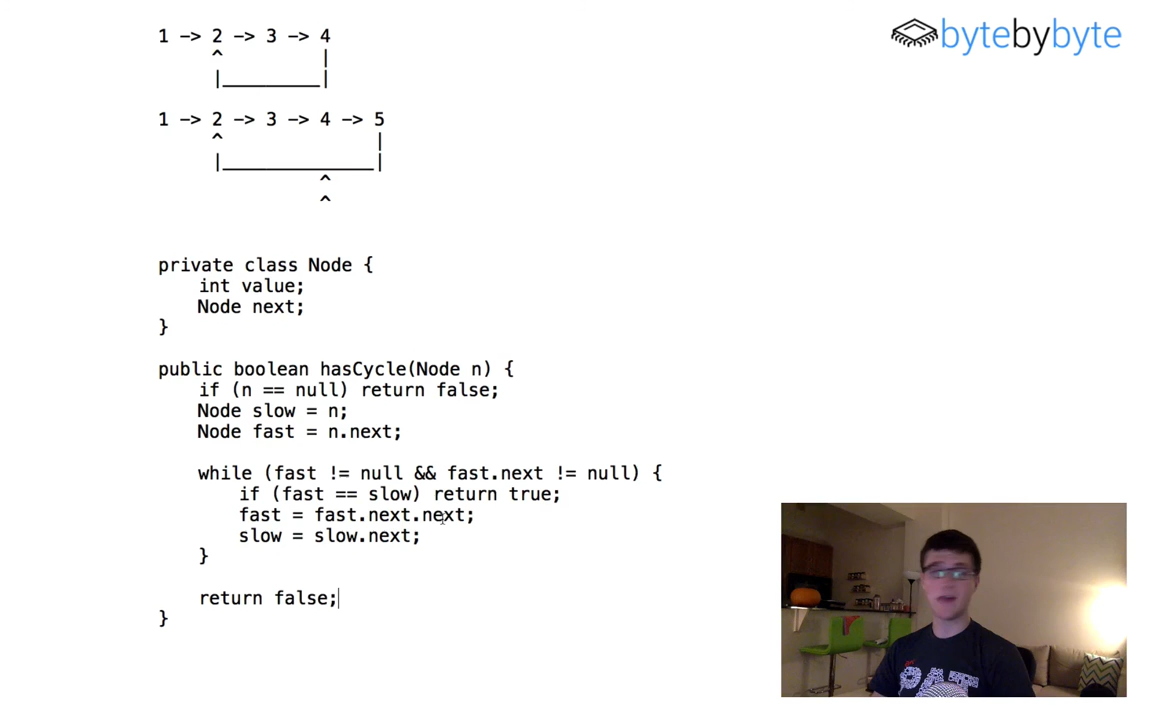 bytebybyte
1 -> 2 -> 3 -> 4
^ |
|_________|
1 -> 2 -> 3 -> 4 -> 5
^ |
|______________|
^
^
private class Node {
int value;
Node next;
}
public boolean hasCycle(Node n) {
if (n == null) return false;
Node slow = n;
Node fast = n.next;
while (fast != null && fast.next != null) {
if (fast == slow) return true;
fast = fast.next.next;
slow = slow.next;
}
return false;
}